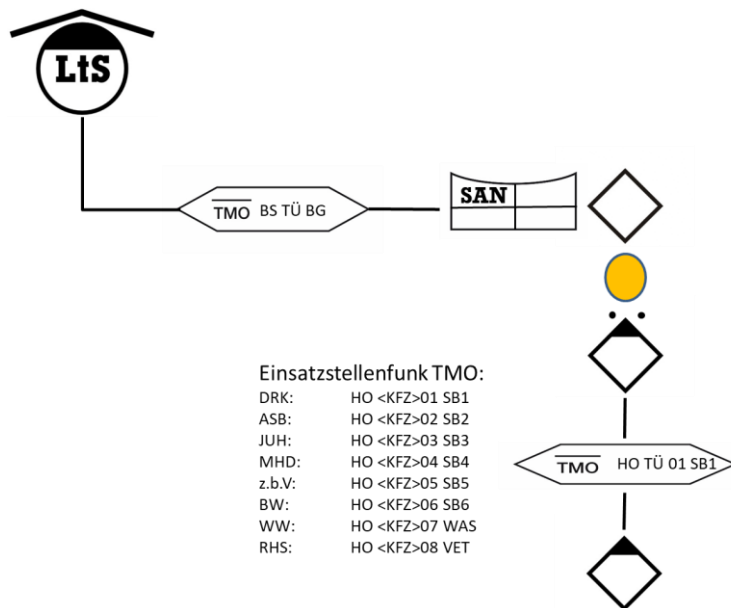 LtS
TMO BS TÜ BG
SAN
Einsatzstellenfunk TMO:
DRK: HO <KFZ>01 SB1
ASB: HO <KFZ>02 SB2
JUH: HO <KFZ>03 SB3
MHD: HO <KFZ>04 SB4
z.b.V: HO <KFZ>05 SB5
BW: HO <KFZ>06 SB6
WW: HO <KFZ>07 WAS
RHS: HO <KFZ>08 VET
TMO HO TÜ 01 SB1